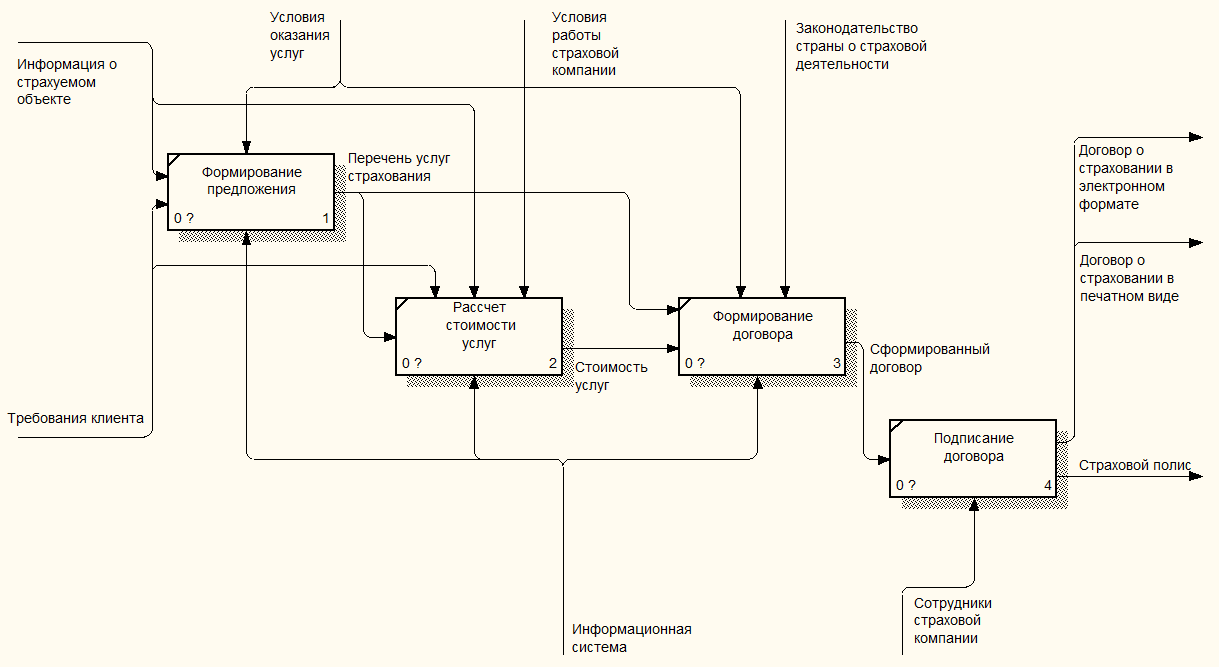 Условия
оказания
услуг
Условия
работы
страховой
компании
Законодательство
страны о страховой
деятельности
Информация о
страхуемом
объекте
Формирование
предложения
0 ?
1
Перечень услуг
страхования
Договор о
страховании в
электронном
формате
Договор о
страховании в
печатном виде
Рассчет
стоимости
услуг
0 ?
2
Стоимость
услуг
Формирование
договора
0 ?
3
Сформированный
договор
Требования клиента
Подписание
договора
0 ?
4
Страховой полис
Сотрудники
страховой
компании
Информационная
система